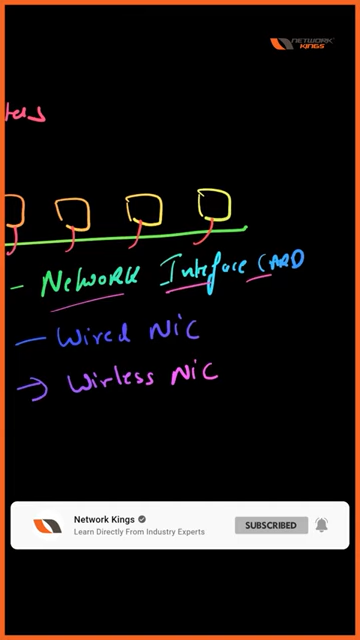 NETWORK
KINGS
- Network Interface CARD
- Wired NIC
→ Wirless NIC
Network Kings
Learn Directly From Industry Experts
SUBSCRIBED